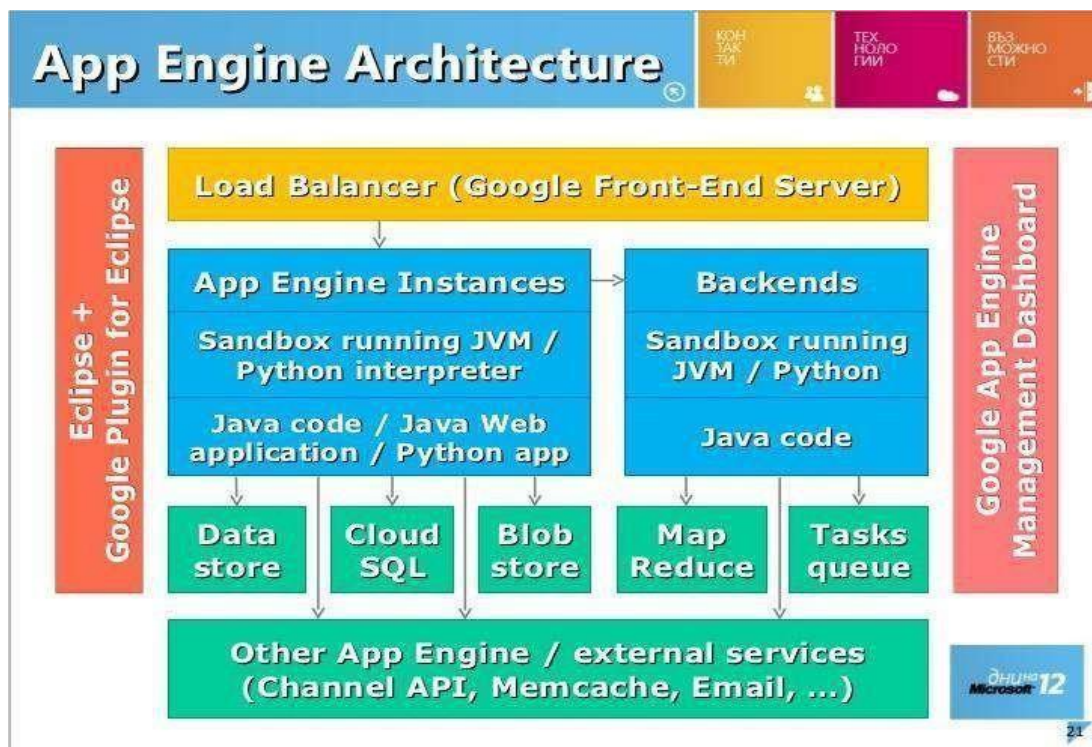 App Engine Architecture
КОН
ТАК
ТИ
ТЕХ
НОЛО
ГИИ
ВЪЗ
МОЖНО
СТИ
Eclipse +
Google Plugin for Eclipse
Load Balancer (Google Front-End Server)
App Engine Instances
Sandbox running JVM /
Python interpreter
Java code / Java Web
application / Python app
Backends
Sandbox running
JVM / Python
Java code
Data
store
Cloud
SQL
Blob
store
Map
Reduce
Tasks
queue
Other App Engine / external services
(Channel API, Memcache, Email, ...)
Google App Engine
Management Dashboard
дни на
Microsoft 12
21